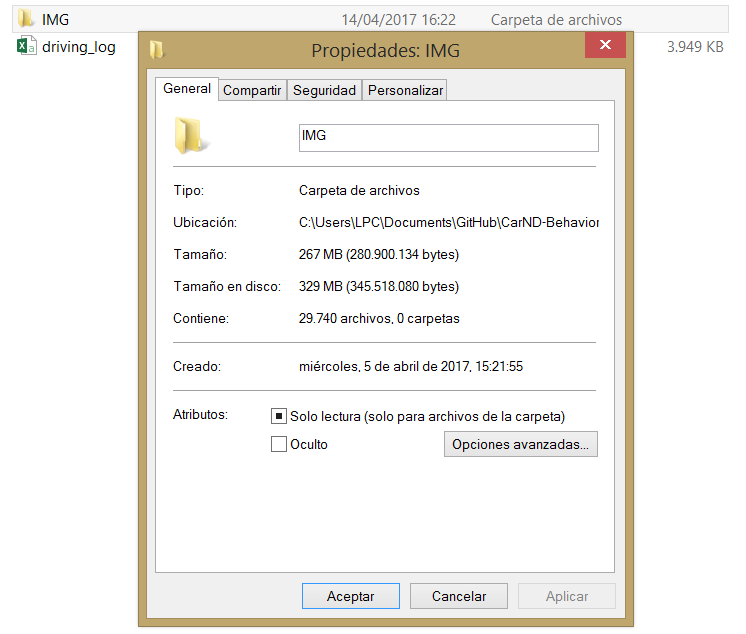 IMG 14/04/2017 16:22 Carpeta de archivos
driving_log 3.949 KB
Propiedades: IMG
General Compartir Seguridad Personalizar
IMG
Tipo: Carpeta de archivos
Ubicación: C:\Users\LPC\Documents\GitHub\CarND-Behavior
Tamaño: 267 MB (280.900.134 bytes)
Tamaño en disco: 329 MB (345.518.080 bytes)
Contiene: 29.740 archivos, 0 carpetas
Creado: miércoles, 5 de abril de 2017, 15:21:55
Atributos: Solo lectura (solo para archivos de la carpeta)
Oculto Opciones avanzadas...
Aceptar Cancelar Aplicar